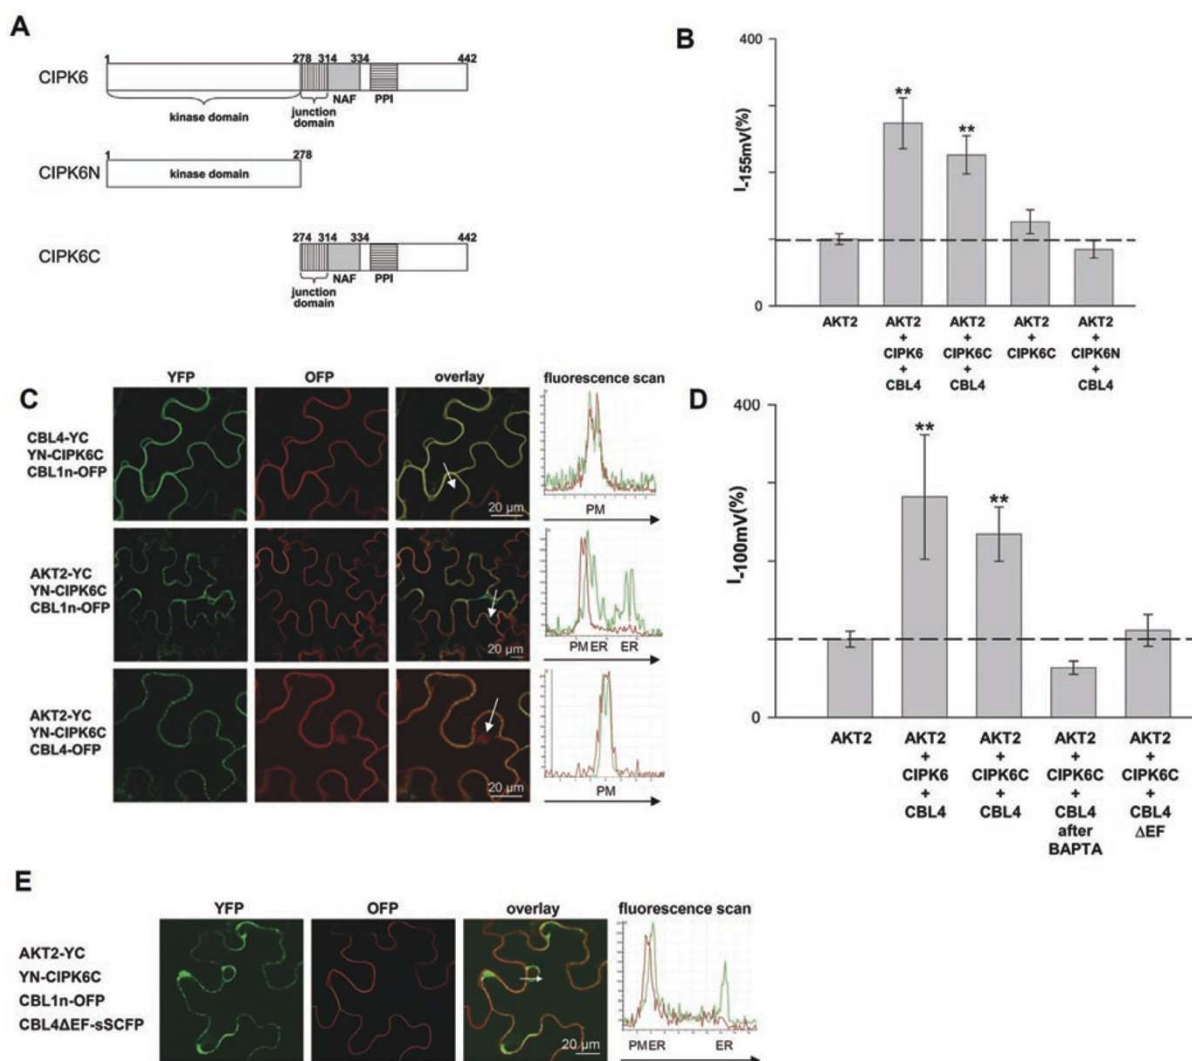 A
1
278
314
334
442
CIPK6
NAF
PPI
kinase domain
junction
domain
1
278
CIPK6N
kinase domain
274
314
334
442
CIPK6C
NAF
PPI
junction
domain
B
400
I-155mV(%)
0
**
**
AKT2
AKT2
+
CIPK6
+
CBL4
AKT2
+
CIPK6C
+
CBL4
AKT2
+
CIPK6C
AKT2
+
CIPK6N
+
CBL4
C
YFP
OFP
overlay
fluorescence scan
CBL4-YC
YN-CIPK6C
CBL1n-OFP
20 µm
PM
AKT2-YC
YN-CIPK6C
CBL1n-OFP
20 µm
PM ER
ER
AKT2-YC
YN-CIPK6C
CBL4-OFP
20 µm
PM
D
400
I-100mV(%)
0
**
**
AKT2
AKT2
+
CIPK6
+
CBL4
AKT2
+
CIPK6C
+
CBL4
AKT2
+
CIPK6C
+
CBL4
after
BAPTA
AKT2
+
CIPK6C
+
CBL4
ΔEF
E
YFP
OFP
overlay
fluorescence scan
AKT2-YC
YN-CIPK6C
CBL1n-OFP
CBL4ΔEF-sSCFP
20 µm
PM ER
ER